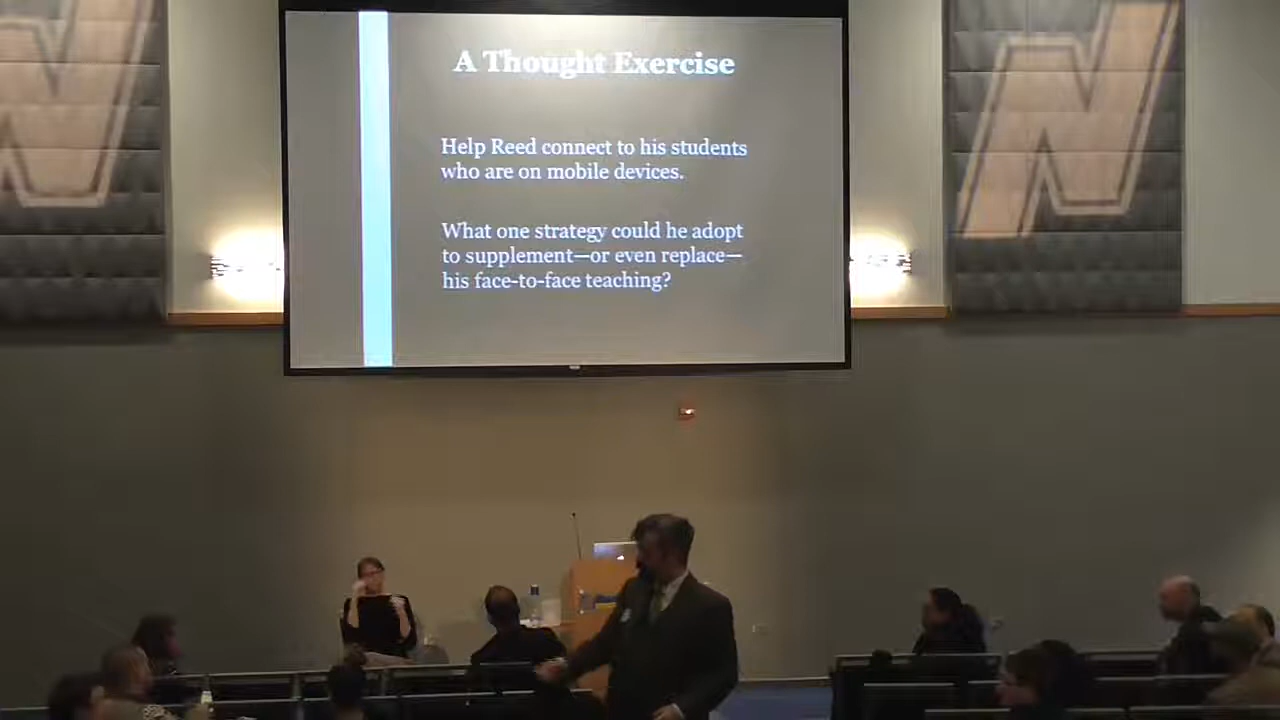 A Thought Exercise
Help Reed connect to his students
who are on mobile devices.
What one strategy could he adopt
to supplement—or even replace—
his face-to-face teaching?
N
N